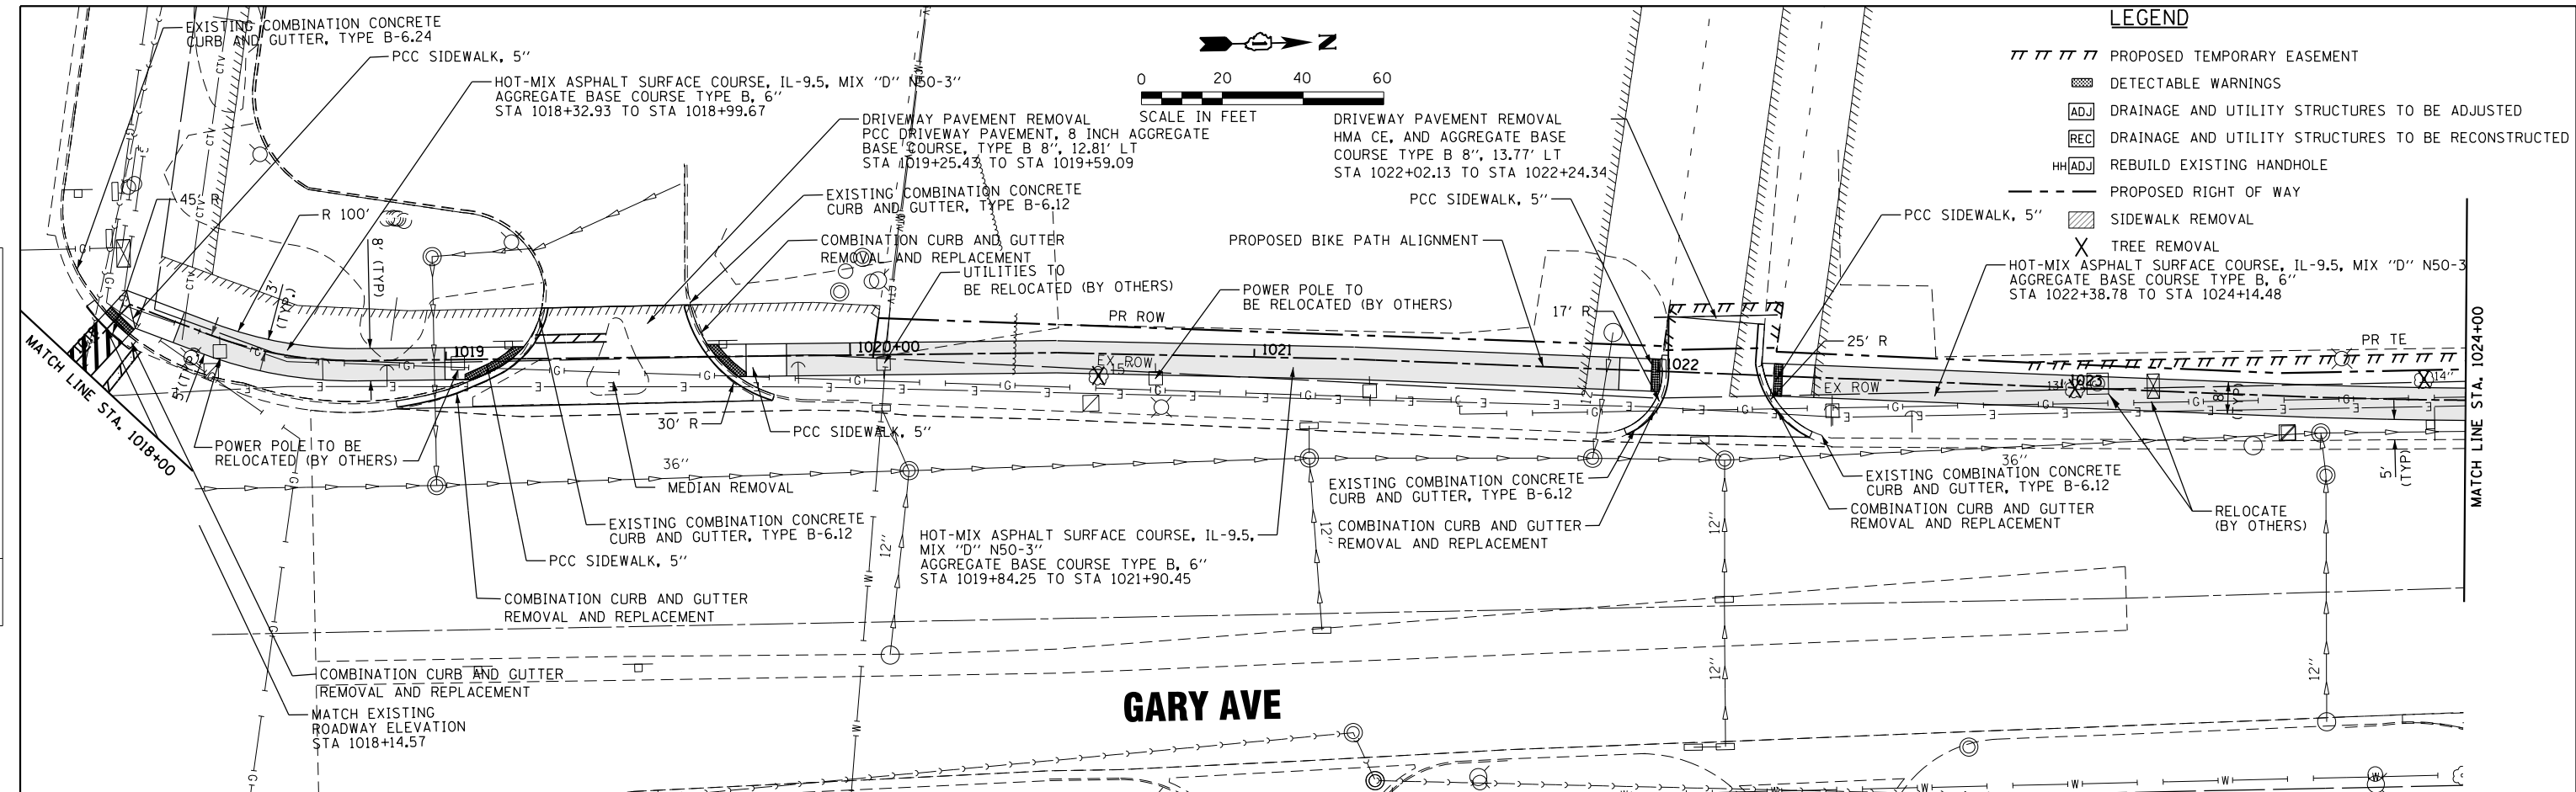 EXISTING COMBINATION CONCRETE
CURB AND GUTTER, TYPE B-6.24
PCC SIDEWALK, 5"
HOT-MIX ASPHALT SURFACE COURSE, IL-9.5, MIX "D" N50-3"
AGGREGATE BASE COURSE TYPE B, 6"
STA 1018+32.93 TO STA 1018+99.67
DRIVEWAY PAVEMENT REMOVAL
PCC DRIVEWAY PAVEMENT, 8 INCH AGGREGATE
BASE COURSE, TYPE B 8", 12.81' LT
STA 1019+25.43 TO STA 1019+59.09
EXISTING COMBINATION CONCRETE
CURB AND GUTTER, TYPE B-6.12
COMBINATION CURB AND GUTTER
REMOVAL AND REPLACEMENT
UTILITIES TO
BE RELOCATED (BY OTHERS)
N
0 20 40 60
SCALE IN FEET
DRIVEWAY PAVEMENT REMOVAL
HMA CE, AND AGGREGATE BASE
COURSE TYPE B 8", 13.77' LT
STA 1022+02.13 TO STA 1022+24.34
PCC SIDEWALK, 5"
PROPOSED BIKE PATH ALIGNMENT
POWER POLE TO
BE RELOCATED (BY OTHERS)
LEGEND
PROPOSED TEMPORARY EASEMENT
DETECTABLE WARNINGS
ADJ DRAINAGE AND UTILITY STRUCTURES TO BE ADJUSTED
REC DRAINAGE AND UTILITY STRUCTURES TO BE RECONSTRUCTED
HH ADJ REBUILD EXISTING HANDHOLE
PROPOSED RIGHT OF WAY
SIDEWALK REMOVAL
TREE REMOVAL
PCC SIDEWALK, 5"
HOT-MIX ASPHALT SURFACE COURSE, IL-9.5, MIX "D" N50-3
AGGREGATE BASE COURSE TYPE B, 6"
STA 1022+38.78 TO STA 1024+14.48
45' R
R 100'
8' (TYP)
3' (TYP)
5' (TYP)
PR ROW
17' R
25' R
PR TE
1019
1020+00
1021
1022
1023
EX ROW
EX ROW
15"
13"
14"
12'
8' (TYP)
5' (TYP)
MATCH LINE STA. 1018+00
MATCH LINE STA. 1024+00
POWER POLE TO BE
RELOCATED (BY OTHERS)
30' R
PCC SIDEWALK, 5"
36"
MEDIAN REMOVAL
36"
EXISTING COMBINATION CONCRETE
CURB AND GUTTER, TYPE B-6.12
PCC SIDEWALK, 5"
COMBINATION CURB AND GUTTER
REMOVAL AND REPLACEMENT
HOT-MIX ASPHALT SURFACE COURSE, IL-9.5,
MIX "D" N50-3"
AGGREGATE BASE COURSE TYPE B, 6"
STA 1019+84.25 TO STA 1021+90.45
EXISTING COMBINATION CONCRETE
CURB AND GUTTER, TYPE B-6.12
COMBINATION CURB AND GUTTER
REMOVAL AND REPLACEMENT
EXISTING COMBINATION CONCRETE
CURB AND GUTTER, TYPE B-6.12
COMBINATION CURB AND GUTTER
REMOVAL AND REPLACEMENT
RELOCATE
(BY OTHERS)
12"
12"
12"
12"
12"
COMBINATION CURB AND GUTTER
REMOVAL AND REPLACEMENT
MATCH EXISTING
ROADWAY ELEVATION
STA 1018+14.57
GARY AVE